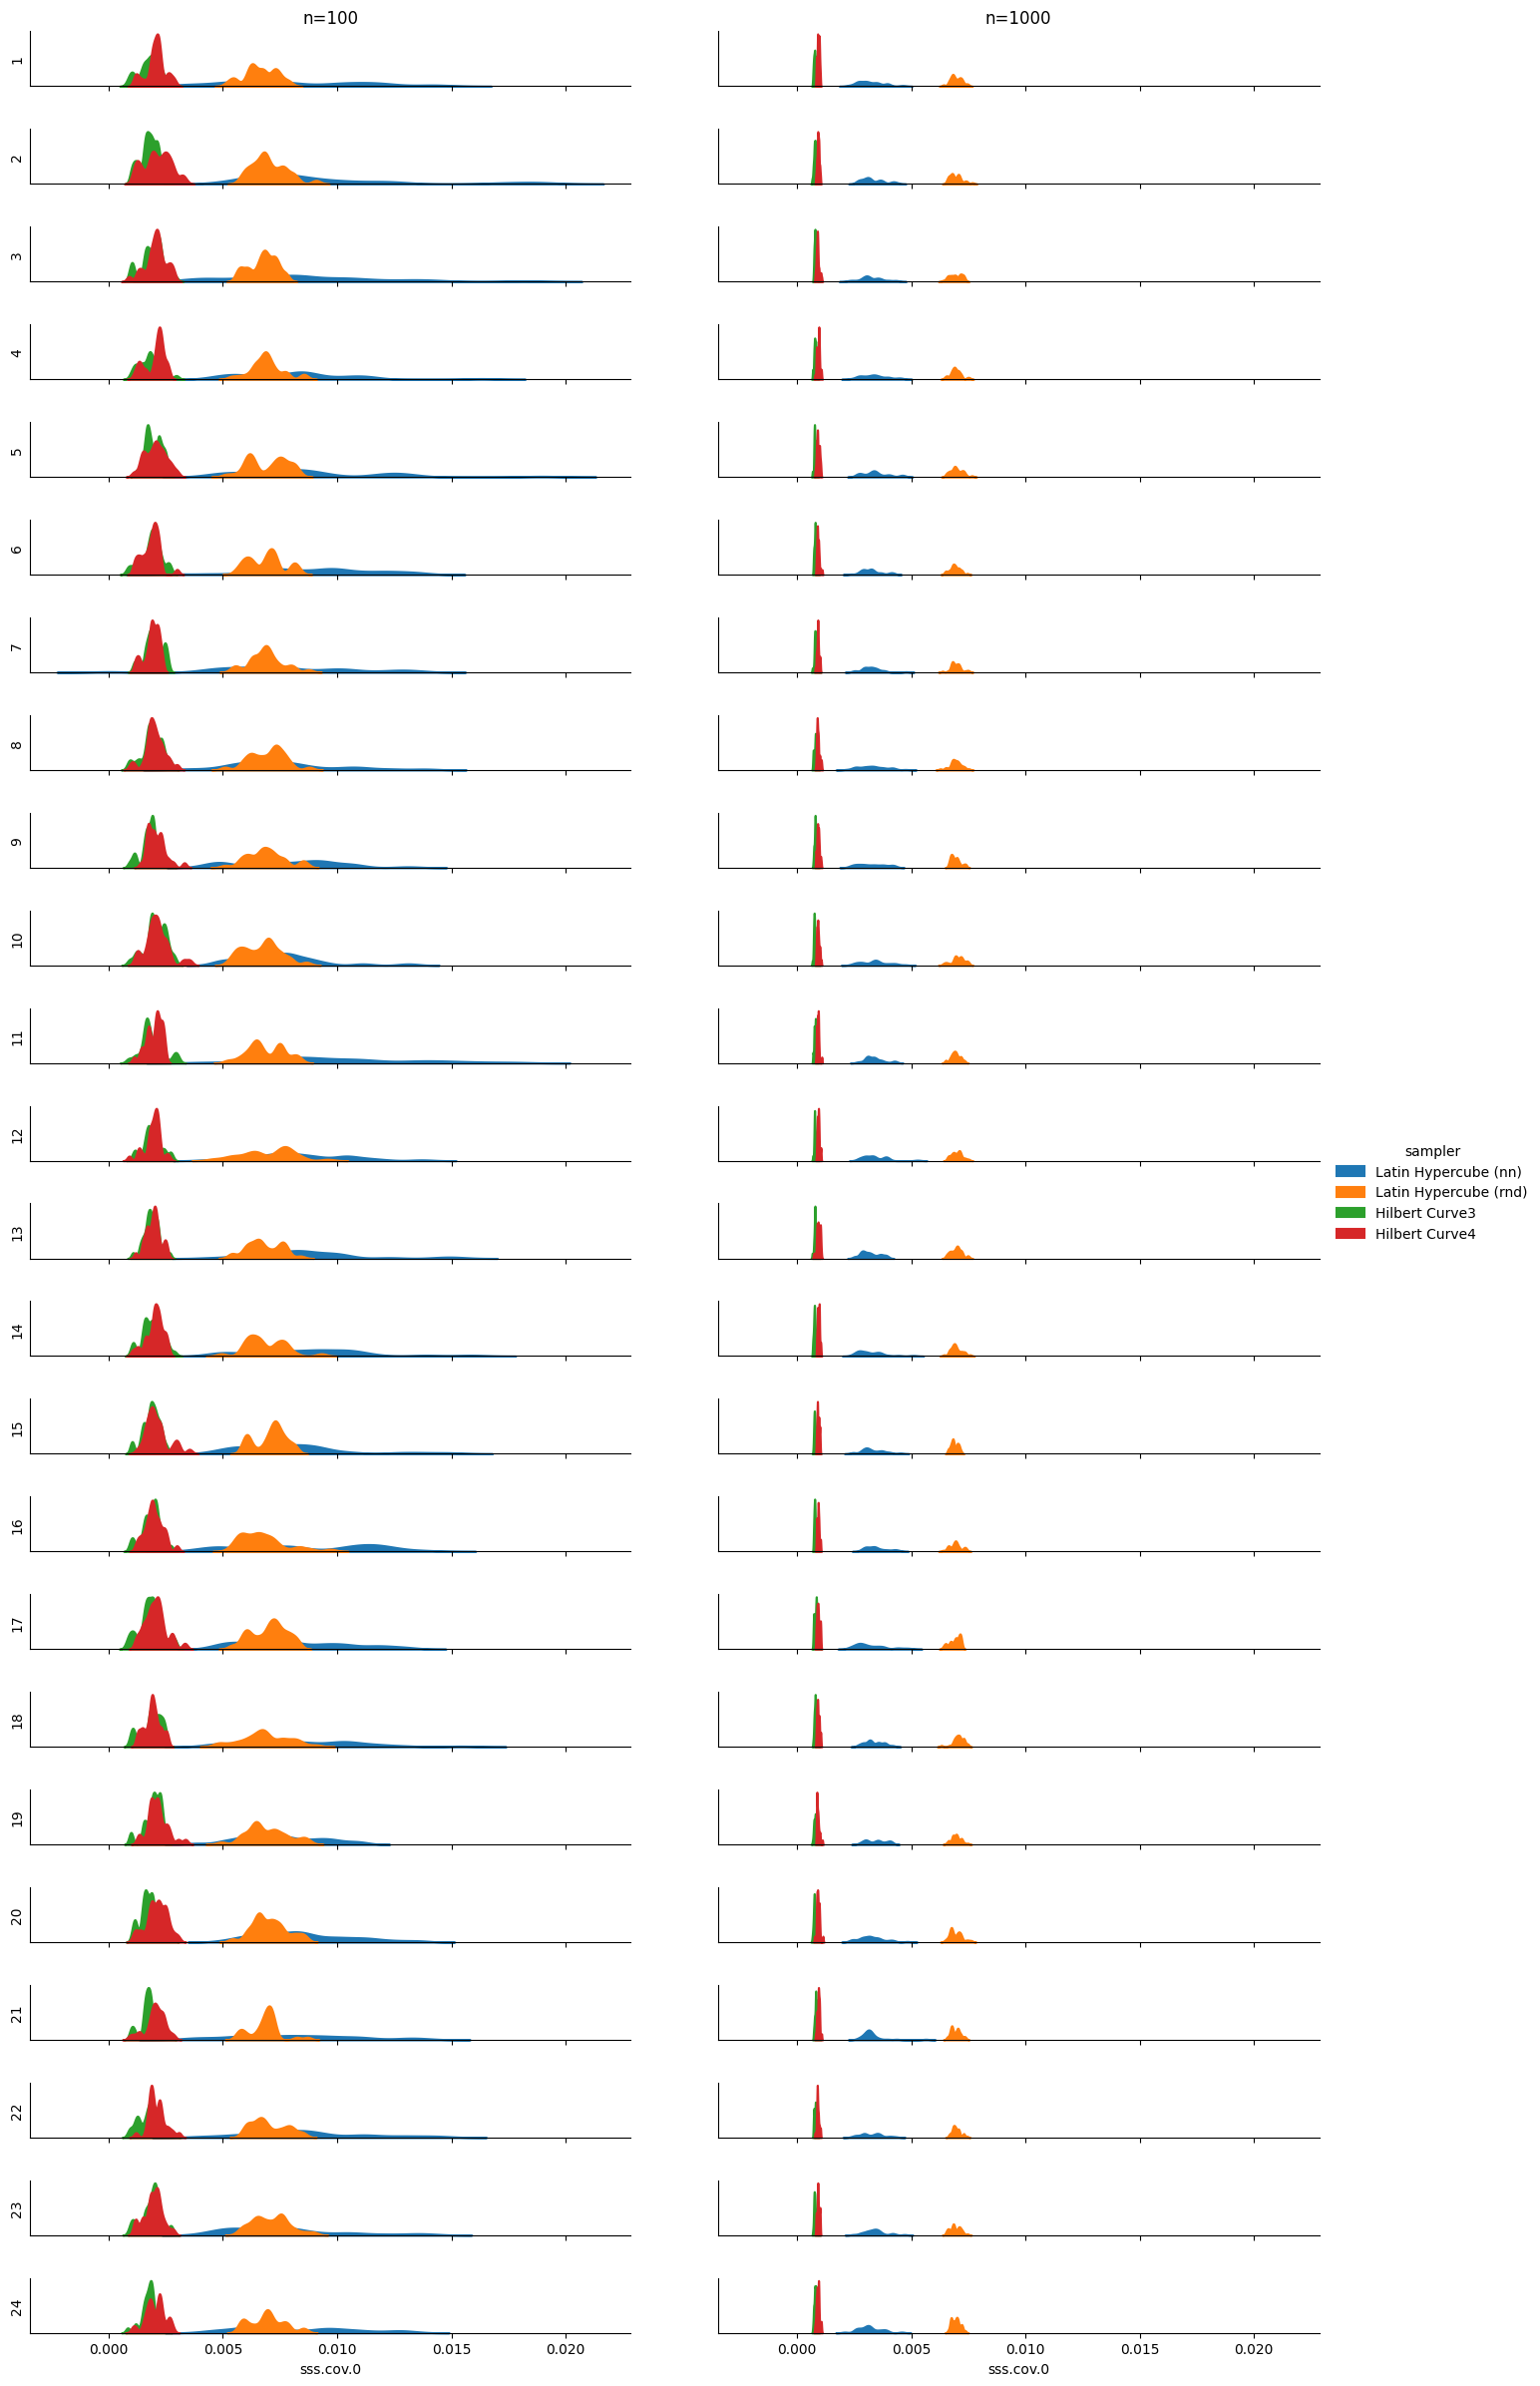 n=100
n=1000
1
2
3
4
5
6
7
8
9
10
11
12
sampler
Latin Hypercube (nn)
Latin Hypercube (rnd)
Hilbert Curve3
Hilbert Curve4
13
14
15
16
17
18
19
20
21
22
23
24
0.000 0.005 0.010 0.015 0.020
sss.cov.0
0.000 0.005 0.010 0.015 0.020
sss.cov.0